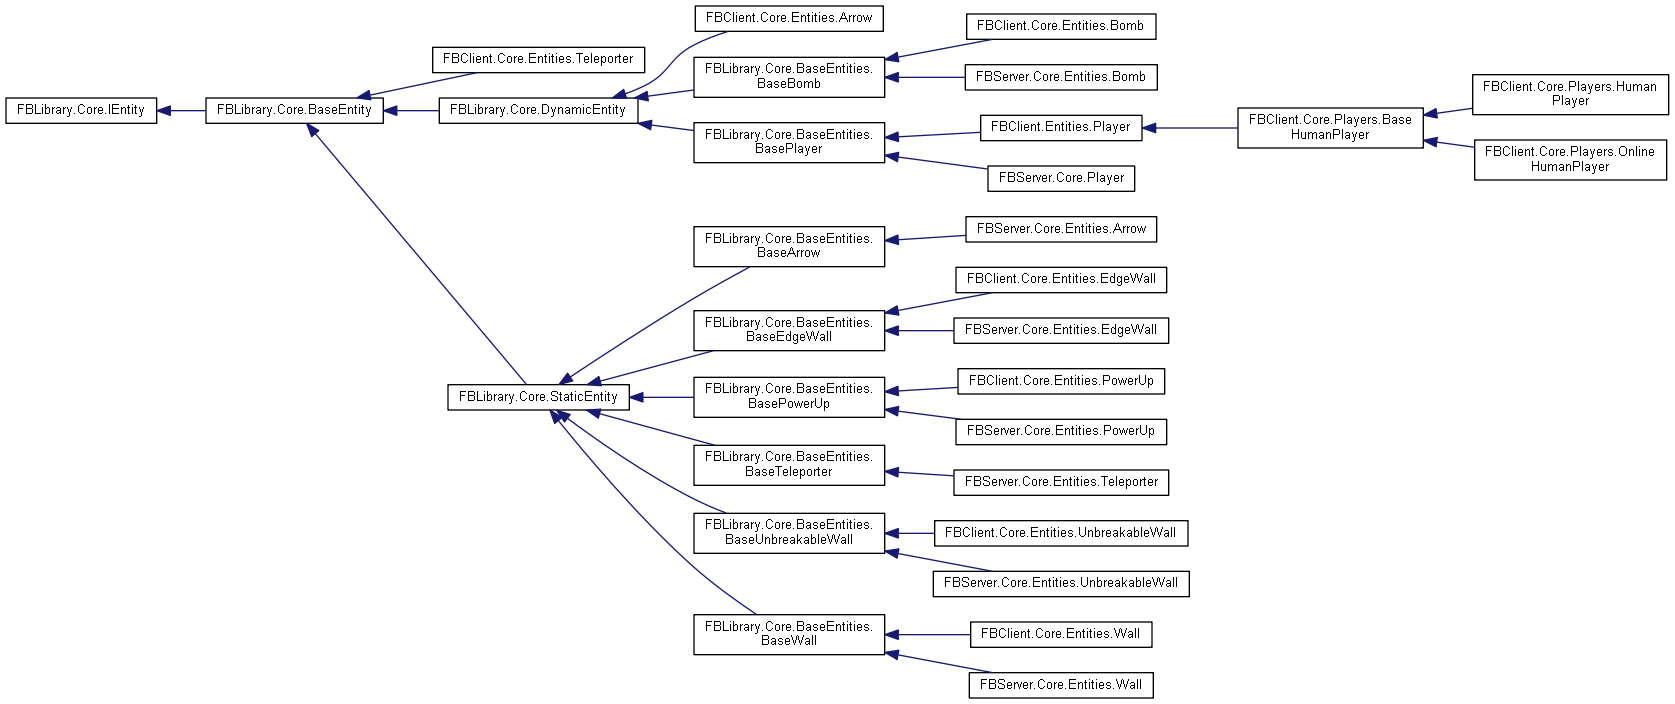 FBLibrary.Core.IEntity
FBLibrary.Core.BaseEntity
FBClient.Core.Entities.Teleporter
FBLibrary.Core.DynamicEntity
FBClient.Core.Entities.Arrow
FBLibrary.Core.BaseEntities.
BaseBomb
FBClient.Core.Entities.Bomb
FBServer.Core.Entities.Bomb
FBLibrary.Core.BaseEntities.
BasePlayer
FBClient.Entities.Player
FBClient.Core.Players.Base
HumanPlayer
FBClient.Core.Players.Human
Player
FBClient.Core.Players.Online
HumanPlayer
FBServer.Core.Player
FBLibrary.Core.StaticEntity
FBLibrary.Core.BaseEntities.
BaseArrow
FBServer.Core.Entities.Arrow
FBLibrary.Core.BaseEntities.
BaseEdgeWall
FBClient.Core.Entities.EdgeWall
FBServer.Core.Entities.EdgeWall
FBLibrary.Core.BaseEntities.
BasePowerUp
FBClient.Core.Entities.PowerUp
FBServer.Core.Entities.PowerUp
FBLibrary.Core.BaseEntities.
BaseTeleporter
FBServer.Core.Entities.Teleporter
FBLibrary.Core.BaseEntities.
BaseUnbreakableWall
FBClient.Core.Entities.UnbreakableWall
FBServer.Core.Entities.UnbreakableWall
FBLibrary.Core.BaseEntities.
BaseWall
FBClient.Core.Entities.Wall
FBServer.Core.Entities.Wall